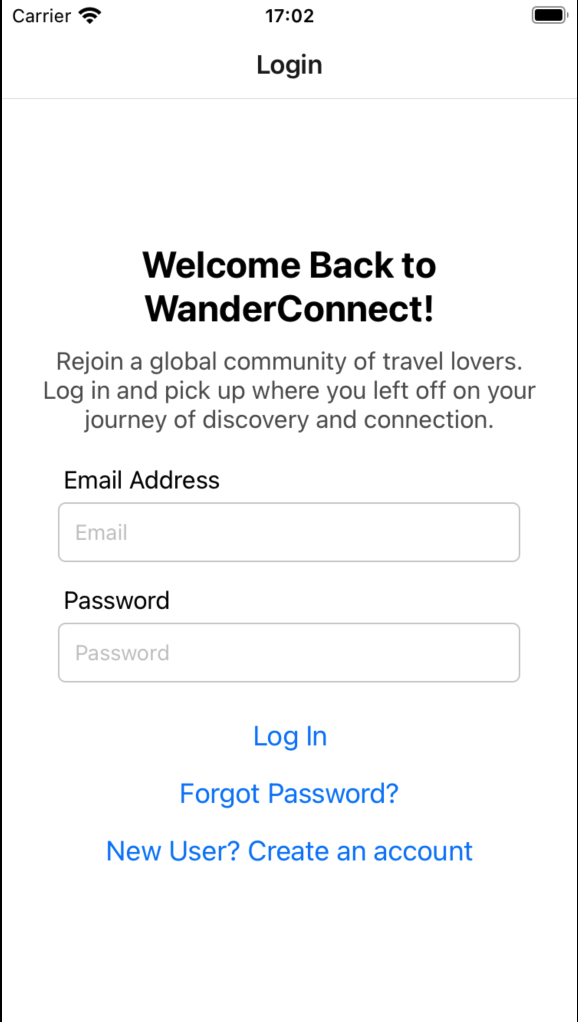 Carrier 17:02
Login
Welcome Back to
WanderConnect!
Rejoin a global community of travel lovers.
Log in and pick up where you left off on your
journey of discovery and connection.
Email Address
Email
Password
Password
Log In
Forgot Password?
New User? Create an account